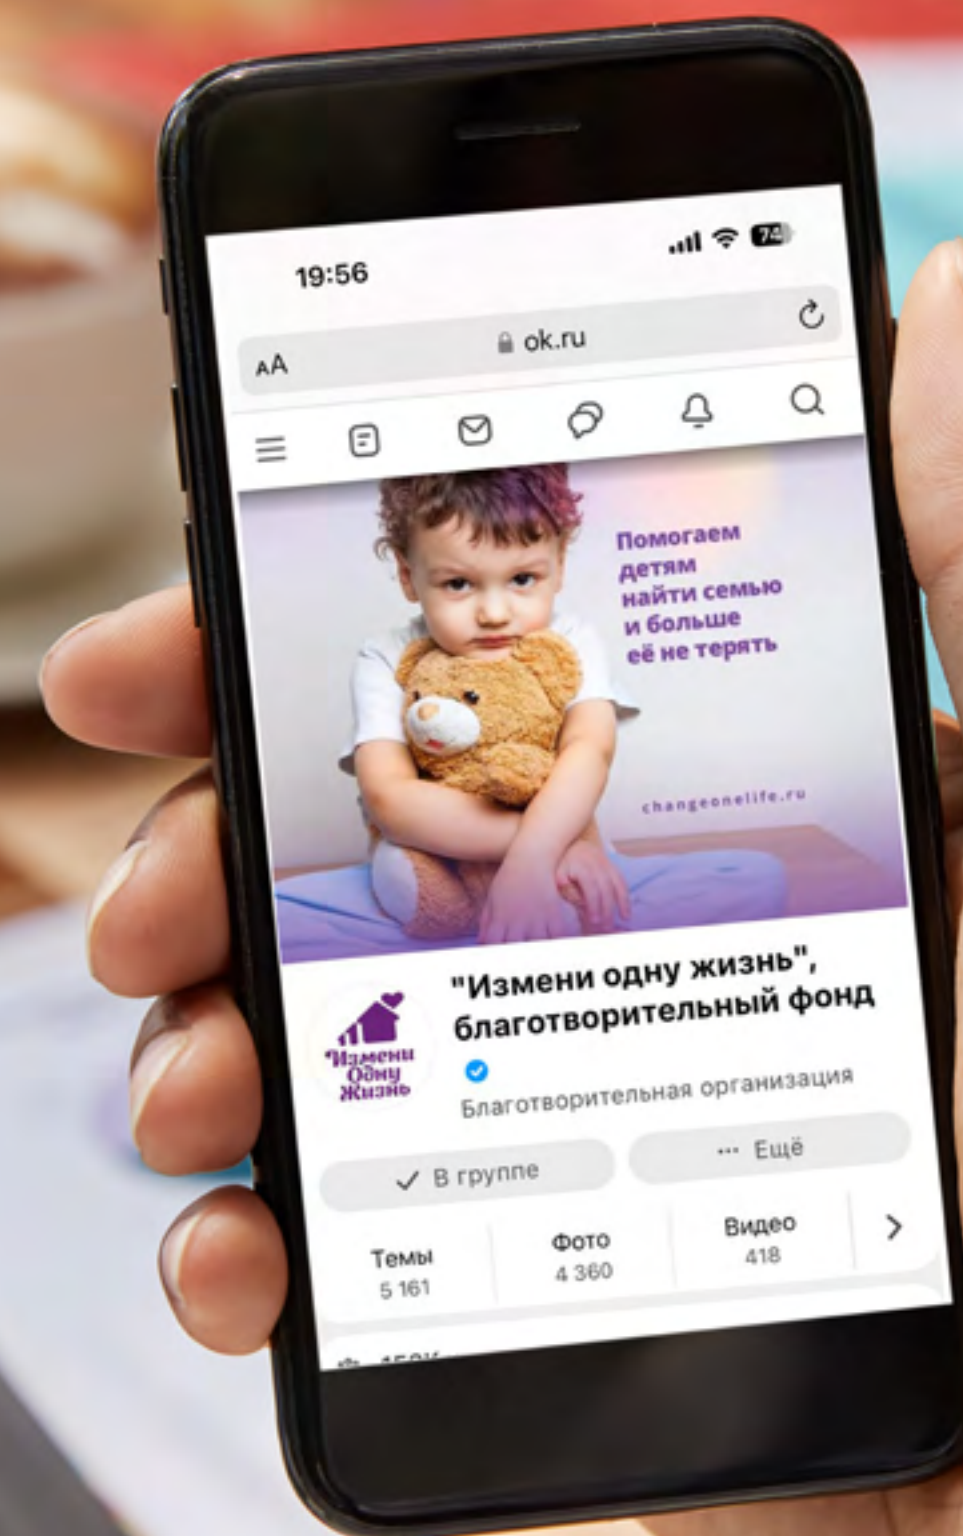 19:56
74
AA
ok.ru
Помогаем
детям
найти семью
и больше
её не терять
changeonelife.ru
"Измени одну жизнь",
благотворительный фонд
Измени
Одну
Жизнь
Благотворительная организация
В группе
... Ещё
Темы
Фото
Видео
5 161
4 360
418